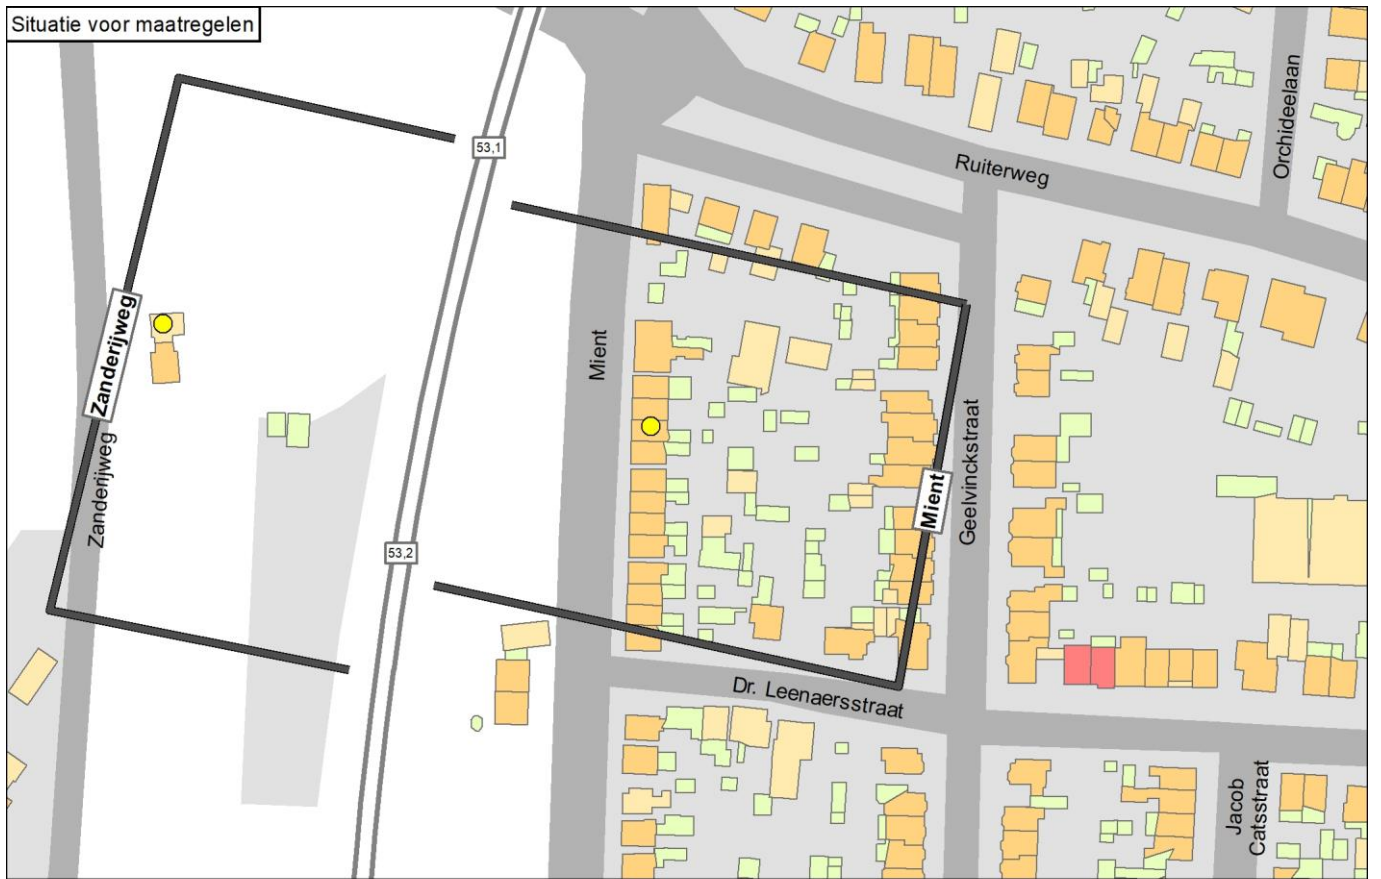 Situatie voor maatregelen
53,1
Ruiterweg
Orchideelaan
Zanderijweg
Zanderijweg
Mient
Mient
Geelvinckstraat
53,2
Dr. Leenaersstraat
Jacob
Catsstraat